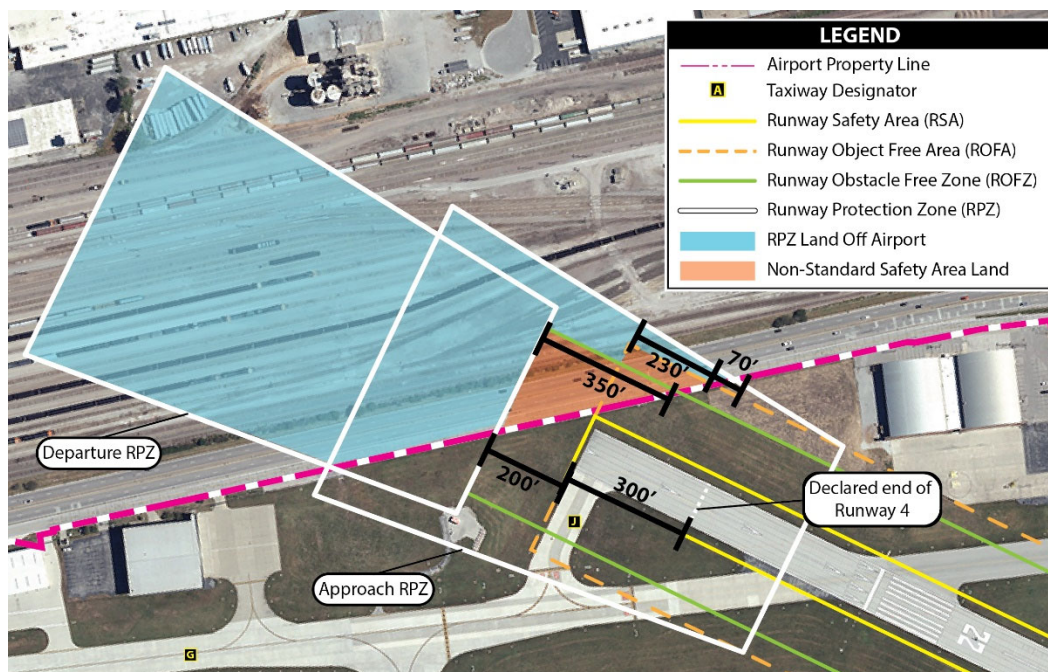 LEGEND
Airport Property Line
A
Taxiway Designator
Runway Safety Area (RSA)
Runway Object Free Area (ROFA)
Runway Obstacle Free Zone (ROFZ)
Runway Protection Zone (RPZ)
RPZ Land Off Airport
Non-Standard Safety Area Land
70’
230’
350’
Departure RPZ
200’
300’
Declared end of
Runway 4
J
Approach RPZ
22
G